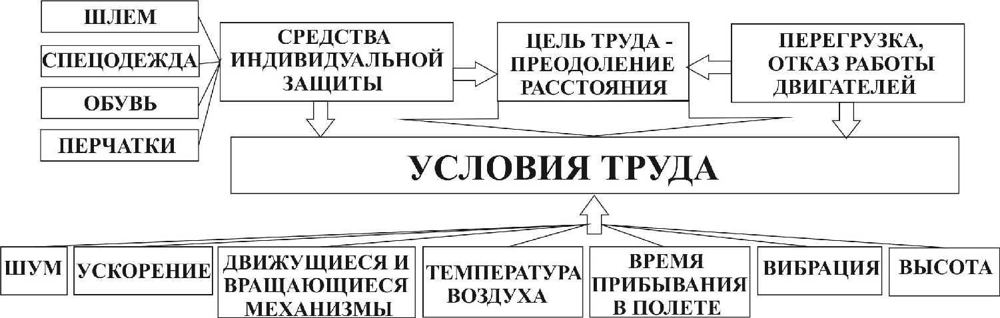 ШЛЕМ
СПЕЦОДЕЖДА
ОБУВЬ
ПЕРЧАТКИ
СРЕДСТВА
ИНДИВИДУАЛЬНОЙ
ЗАЩИТЫ
ЦЕЛЬ ТРУДА -
ПРЕОДОЛЕНИЕ
РАССТОЯНИЯ
ПЕРЕГРУЗКА,
ОТКАЗ РАБОТЫ
ДВИГАТЕЛЕЙ
УСЛОВИЯ ТРУДА
ШУМ
УСКОРЕНИЕ
ДВИЖУЩИЕСЯ И
ВРАЩАЮЩИЕСЯ
МЕХАНИЗМЫ
ТЕМПЕРАТУРА
ВОЗДУХА
ВРЕМЯ
ПРИБЫВАНИЯ
В ПОЛЕТЕ
ВИБРАЦИЯ
ВЫСОТА